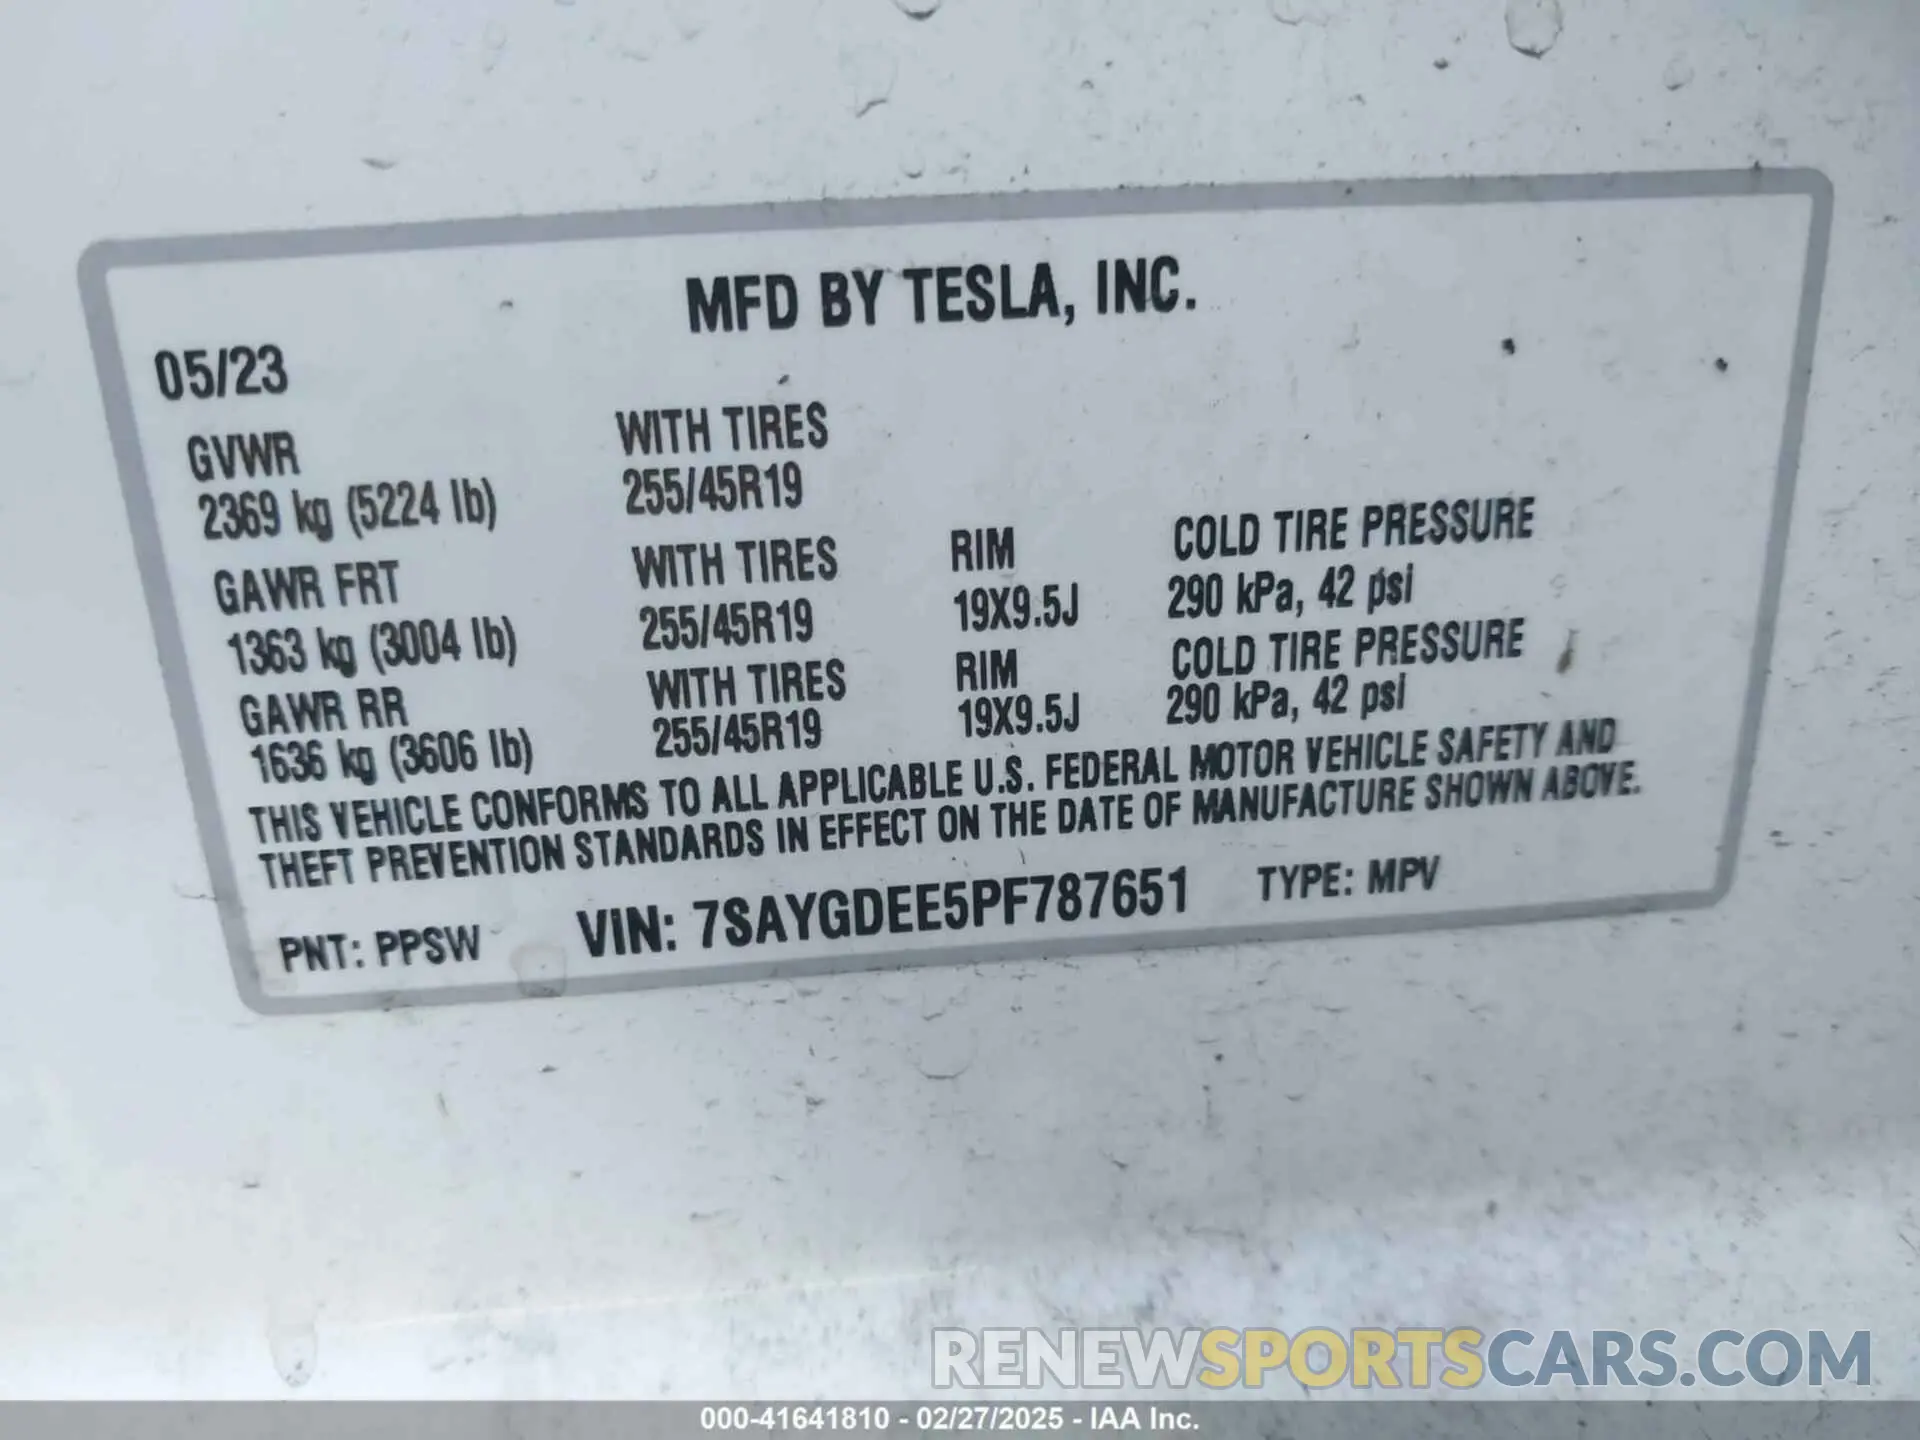 MFD BY TESLA, INC.
05/23
GVWR WITH TIRES
2369 kg (5224 lb) 255/45R19
GAWR FRT WITH TIRES RIM COLD TIRE PRESSURE
1363 kg (3004 lb) 255/45R19 19X9.5J 290 kPa, 42 psi
GAWR RR WITH TIRES RIM COLD TIRE PRESSURE
1636 kg (3606 lb) 255/45R19 19X9.5J 290 kPa, 42 psi
THIS VEHICLE CONFORMS TO ALL APPLICABLE U.S. FEDERAL MOTOR VEHICLE SAFETY AND
THEFT PREVENTION STANDARDS IN EFFECT ON THE DATE OF MANUFACTURE SHOWN ABOVE.
PNT: PPSW VIN: 7SAYGDEE5PF787651 TYPE: MPV
RENEWSPORTSCARS.COM
000-41641810 - 02/27/2025 - IAA Inc.